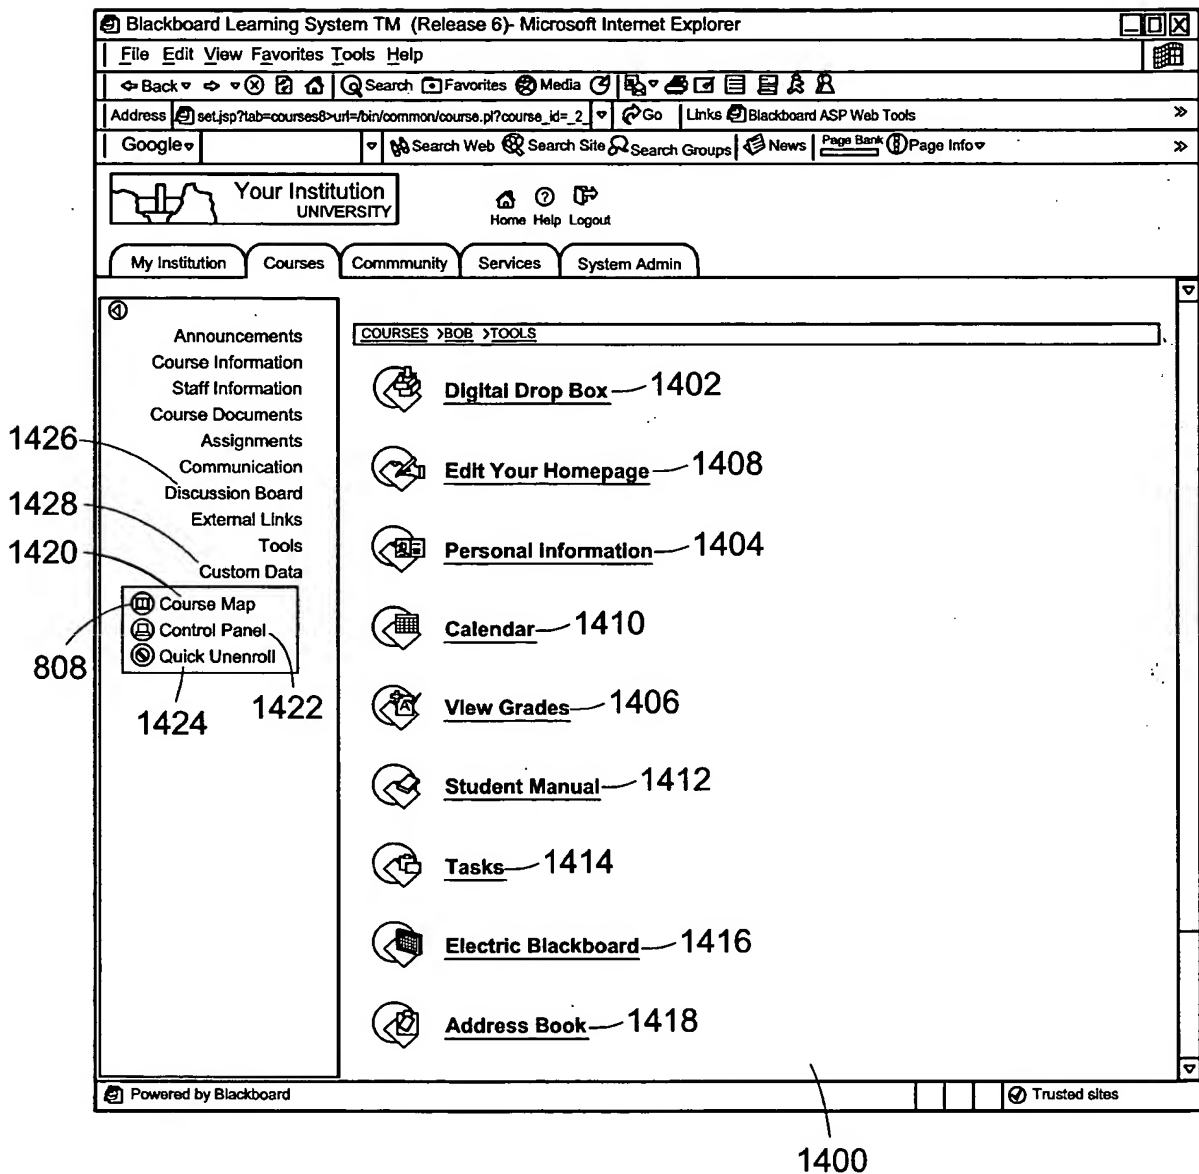 Blackboard Learning System TM (Release 6)- Microsoft Internet Explorer
File Edit View Favorites Tools Help
Back Search Favorites Media
Address set.jsp?tab=courses8>url=/bin/common/course.pl?course_id=_2_ Go Links Blackboard ASP Web Tools »
Google Search Web Search Site Search Groups News Page Bank Page Info »
Your Institution
UNIVERSITY
Home Help Logout
My Institution Courses Commmunity Services System Admin
Announcements
Course Information
Staff Information
Course Documents
Assignments
1426
Communication
Discussion Board
1428
External Links
1420
Tools
Custom Data
Course Map
Control Panel
808
Quick Unenroll
1424
1422
COURSES >BOB >TOOLS
Digital Drop Box 1402
Edit Your Homepage 1408
Personal Information 1404
Calendar 1410
View Grades 1406
Student Manual 1412
Tasks 1414
Electric Blackboard 1416
Address Book 1418
Powered by Blackboard Trusted sites
1400